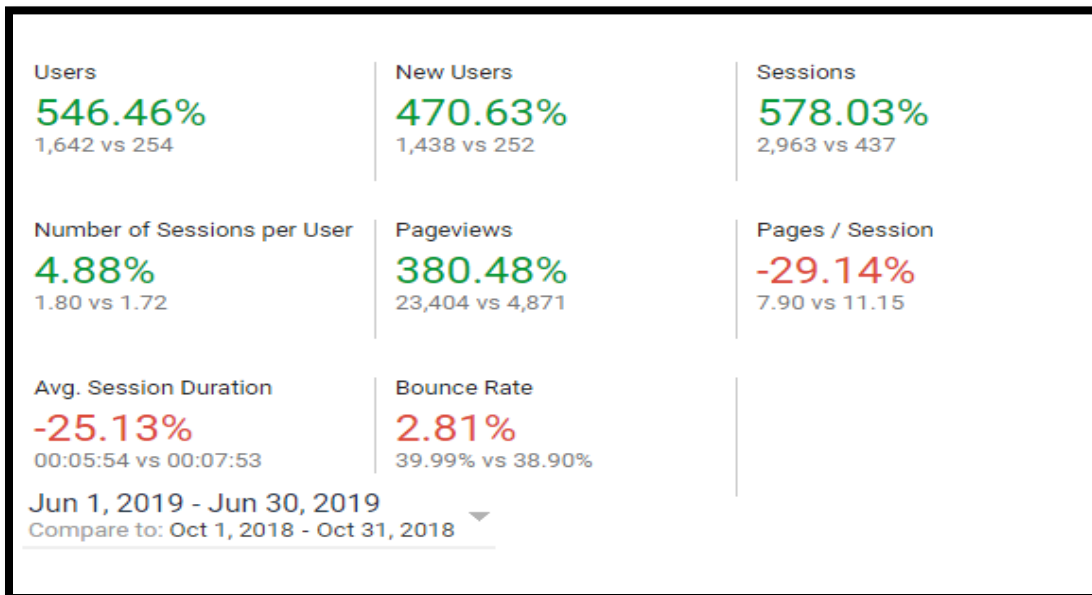 Users
546.46%
1,642 vs 254
New Users
470.63%
1,438 vs 252
Sessions
578.03%
2,963 vs 437
Number of Sessions per User
4.88%
1.80 vs 1.72
Pageviews
380.48%
23,404 vs 4,871
Pages / Session
-29.14%
7.90 vs 11.15
Avg. Session Duration
-25.13%
00:05:54 vs 00:07:53
Bounce Rate
2.81%
39.99% vs 38.90%
Jun 1, 2019 - Jun 30, 2019
Compare to: Oct 1, 2018 - Oct 31, 2018